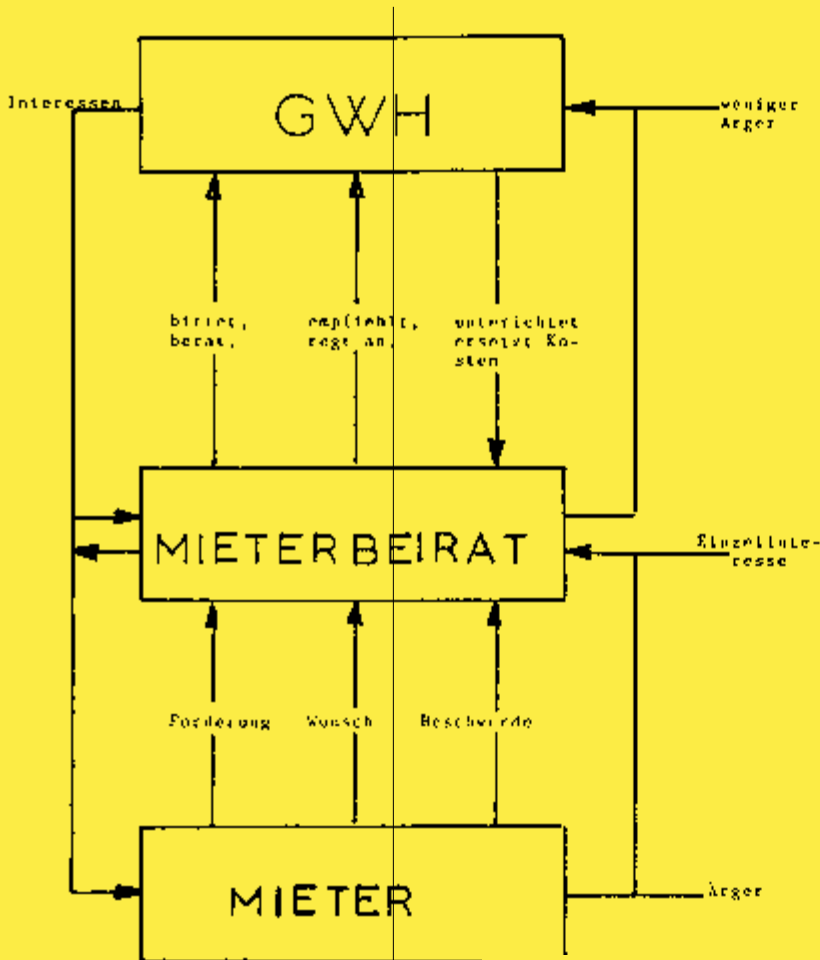 Interessen
GWH
weniger
Ärger
bittet,
berät,
empfiehlt,
regt an,
unterichtet
ersetzt Ko-
sten
MIETERBEIRAT
Einzelinte-
resse
Forderung
Wunsch
Beschwerde
MIETER
Ärger